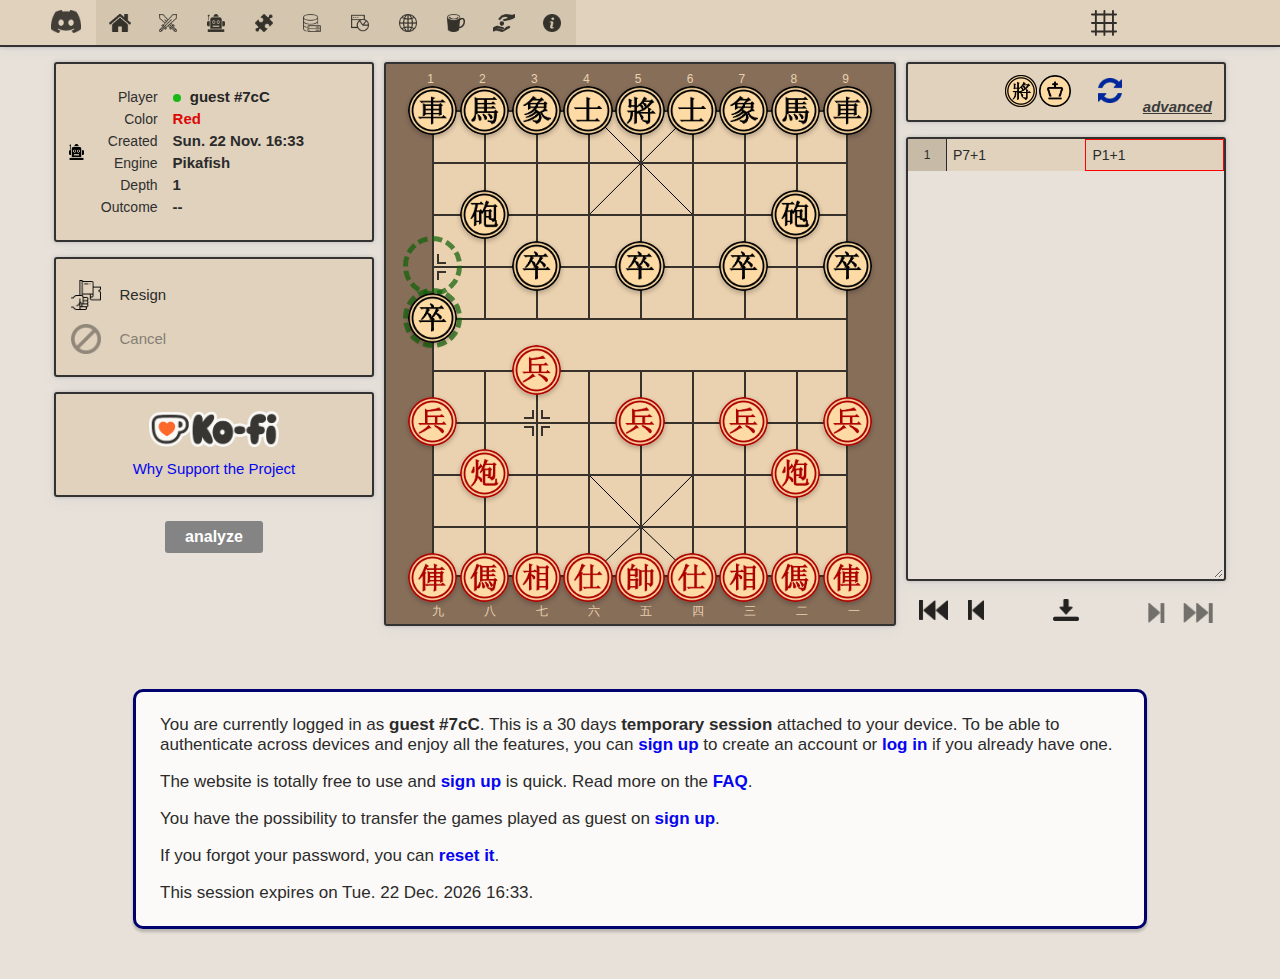 Player guest #7cC
Color Red
Created Sun. 22 Nov. 16:33
Engine Pikafish
Depth 1
Outcome --
Resign
Cancel
Ko-fi
Why Support the Project
analyze
1 2 3 4 5 6 7 8 9
車 馬 象 士 將 士 象 馬 車
砲 砲
卒 卒 卒 卒
卒
兵
兵 兵 兵 兵
炮 炮
俥 傌 相 仕 帥 仕 相 傌 俥
九 八 七 六 五 四 三 二 一
將
advanced
1 P7+1 P1+1
You are currently logged in as guest #7cC. This is a 30 days temporary session attached to your device. To be able to
authenticate across devices and enjoy all the features, you can sign up to create an account or log in if you already have one.
The website is totally free to use and sign up is quick. Read more on the FAQ.
You have the possibility to transfer the games played as guest on sign up.
If you forgot your password, you can reset it.
This session expires on Tue. 22 Dec. 2026 16:33.